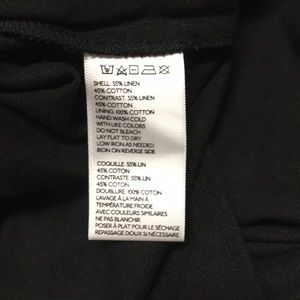 SHELL: 55% LINEN
45% COTTON
CONTRAST: 55% LINEN
45% COTTON
LINING: 100% COTTON
HAND WASH COLD
WITH LIKE COLORS
DO NOT BLEACH
LAY FLAT TO DRY
LOW IRON AS NEEDED
IRON ON REVERSE SIDE
COQUILLE: 55% LIN
45% COTON
CONTRASTE: 55% LIN
45% COTON
DOUBLURE: 100% COTON
LAVAGE À LA MAIN À
TEMPÉRATURE FROIDE
AVEC COULEURS SIMILAIRES
NE PAS BLANCHIR
POSER À PLAT POUR LE SÉCHAGE
REPASSAGE DOUX SI NÉCESSAIRE